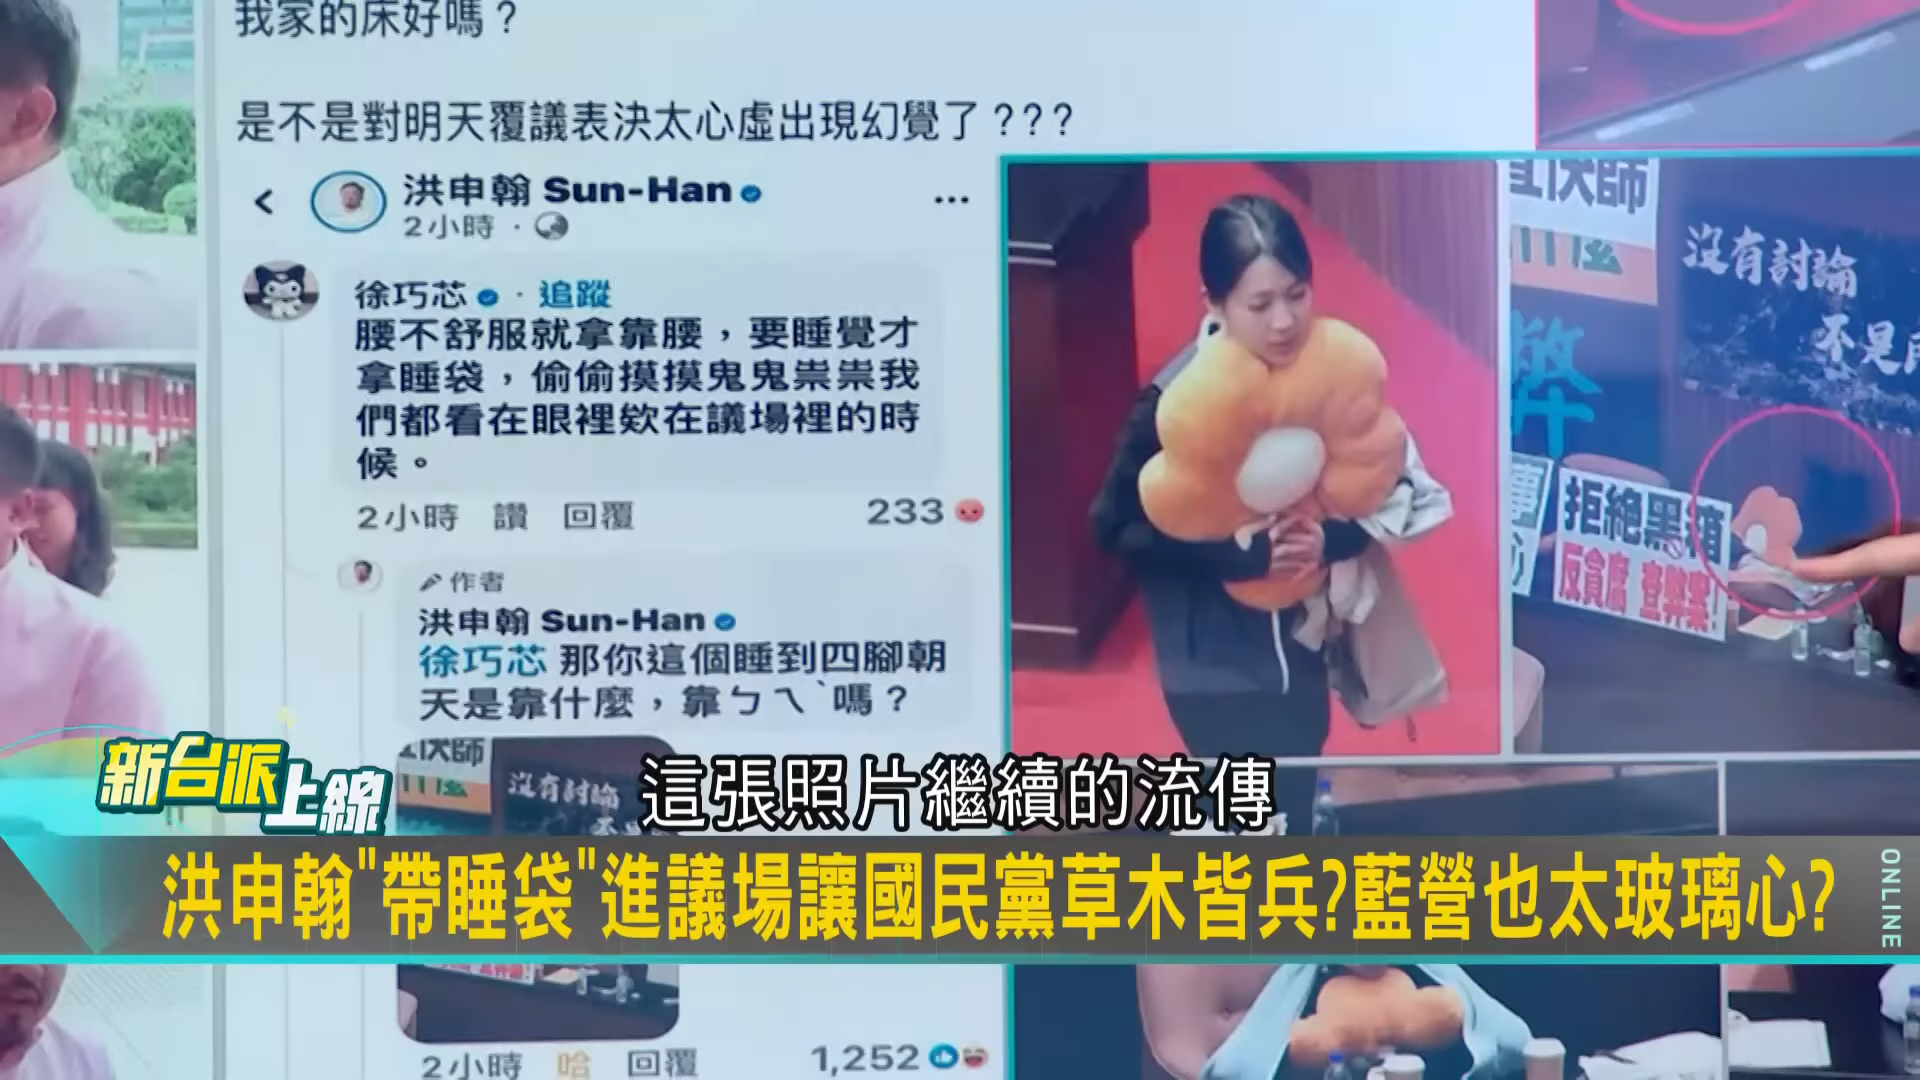 我家的床好嗎？
是不是對明天覆議表決太心虛出現幻覺了？？？
洪申翰 Sun-Han
2小時
徐巧芯 · 追蹤
腰不舒服就拿靠腰，要睡覺才
拿睡袋，偷偷摸摸鬼鬼祟祟我
們都看在眼裡欸在議場裡的時
候。
2小時 讚 回覆 233
作者
洪申翰 Sun-Han
徐巧芯 那你這個睡到四腳朝
天是靠什麼，靠ㄅㄟˋ嗎？
沒有討論
2小時 哈 回覆 1,252
沒有討論
不是
弊
拒絕黑箱
反貪腐 查弊案!
新台派上線
這張照片繼續的流傳
洪申翰"帶睡袋"進議場讓國民黨草木皆兵?藍營也太玻璃心?
ONLINE